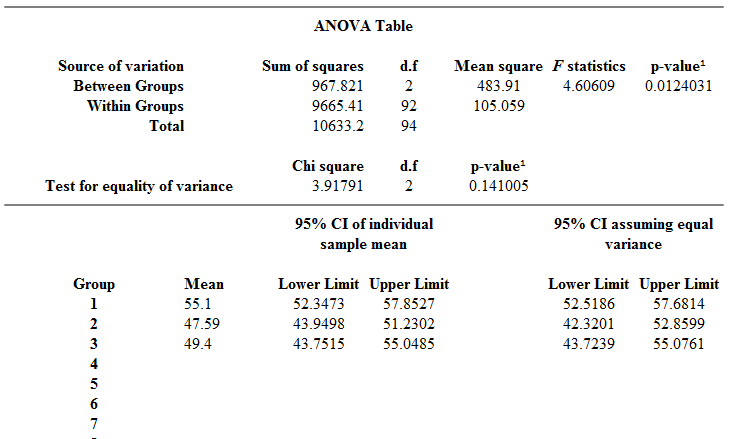 ANOVA Table
Source of variation Sum of squares d.f Mean square F statistics p-value¹
Between Groups 967.821 2 483.91 4.60609 0.0124031
Within Groups 9665.41 92 105.059
Total 10633.2 94
Chi square d.f p-value¹
Test for equality of variance 3.91791 2 0.141005
95% CI of individual 95% CI assuming equal
sample mean variance
Group Mean Lower Limit Upper Limit Lower Limit Upper Limit
1 55.1 52.3473 57.8527 52.5186 57.6814
2 47.59 43.9498 51.2302 42.3201 52.8599
3 49.4 43.7515 55.0485 43.7239 55.0761
4
5
6
7